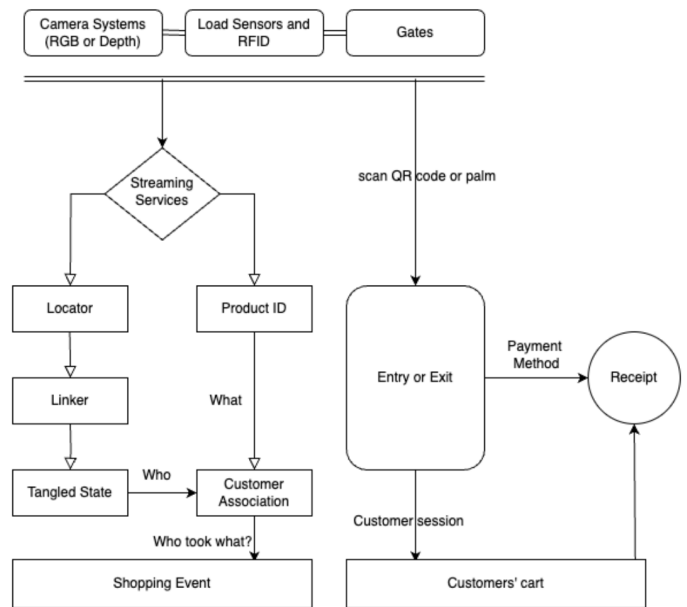 Camera Systems
(RGB or Depth)
Load Sensors and
RFID
Gates
Streaming
Services
scan QR code or palm
Locator
Product ID
Entry or Exit
Payment
Method
Receipt
Linker
What
Tangled State
Who
Customer
Association
Customer session
Who took what?
Shopping Event
Customers' cart